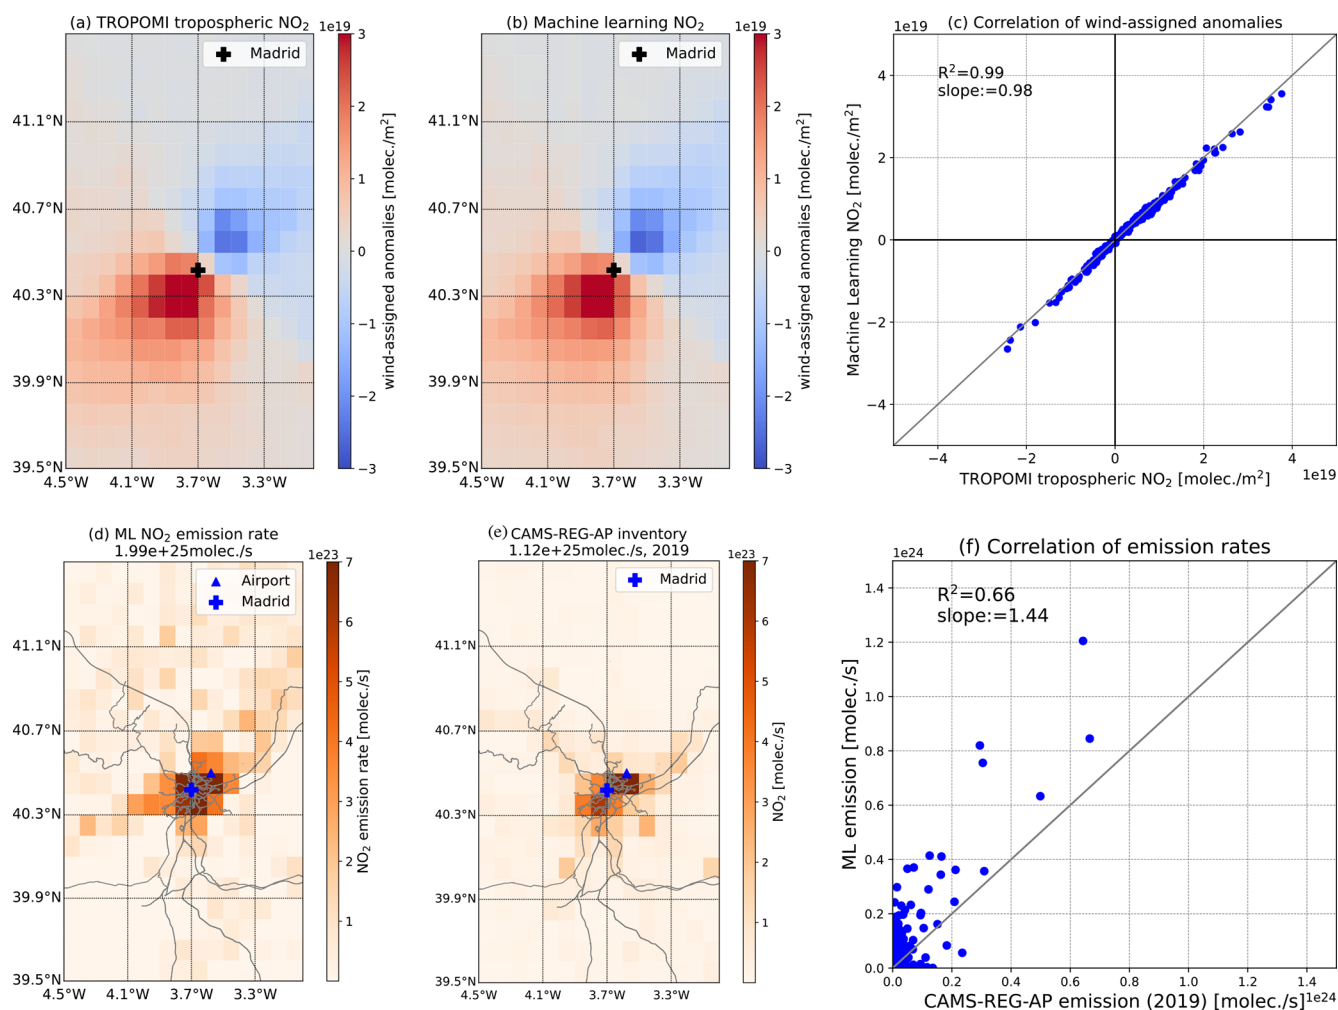 (a) TROPOMI tropospheric NO₂ 1e19
Madrid
41.1°N
40.7°N
40.3°N
39.9°N
39.5°N
4.5°W 4.1°W 3.7°W 3.3°W
3
2
1
0
−1
−2
−3
wind-assigned anomalies [molec./m²]
(b) Machine learning NO₂ 1e19
Madrid
41.1°N
40.7°N
40.3°N
39.9°N
39.5°N
4.5°W 4.1°W 3.7°W 3.3°W
3
2
1
0
−1
−2
−3
wind-assigned anomalies [molec./m²]
1e19 (c) Correlation of wind-assigned anomalies
R²=0.99
slope:=0.98
4
2
0
−2
−4
Machine Learning NO₂ [molec./m²]
−4 −2 0 2 4
TROPOMI tropospheric NO₂ [molec./m²] 1e19
(d) ML NO₂ emission rate
1.99e+25molec./s 1e23
Airport
Madrid
41.1°N
40.7°N
40.3°N
39.9°N
39.5°N
4.5°W 4.1°W 3.7°W 3.3°W
7
6
5
4
3
2
1
NO₂ emission rate [molec./s]
(e) CAMS-REG-AP inventory
1.12e+25molec./s, 2019 1e23
Madrid
41.1°N
40.7°N
40.3°N
39.9°N
39.5°N
4.5°W 4.1°W 3.7°W 3.3°W
7
6
5
4
3
2
1
NO₂ [molec./s]
(f) Correlation of emission rates
1e24
R²=0.66
slope:=1.44
1.4
1.2
1.0
0.8
0.6
0.4
0.2
0.0
ML emission [molec./s]
0.0 0.2 0.4 0.6 0.8 1.0 1.2 1.4
CAMS-REG-AP emission (2019) [molec./s] 1e24